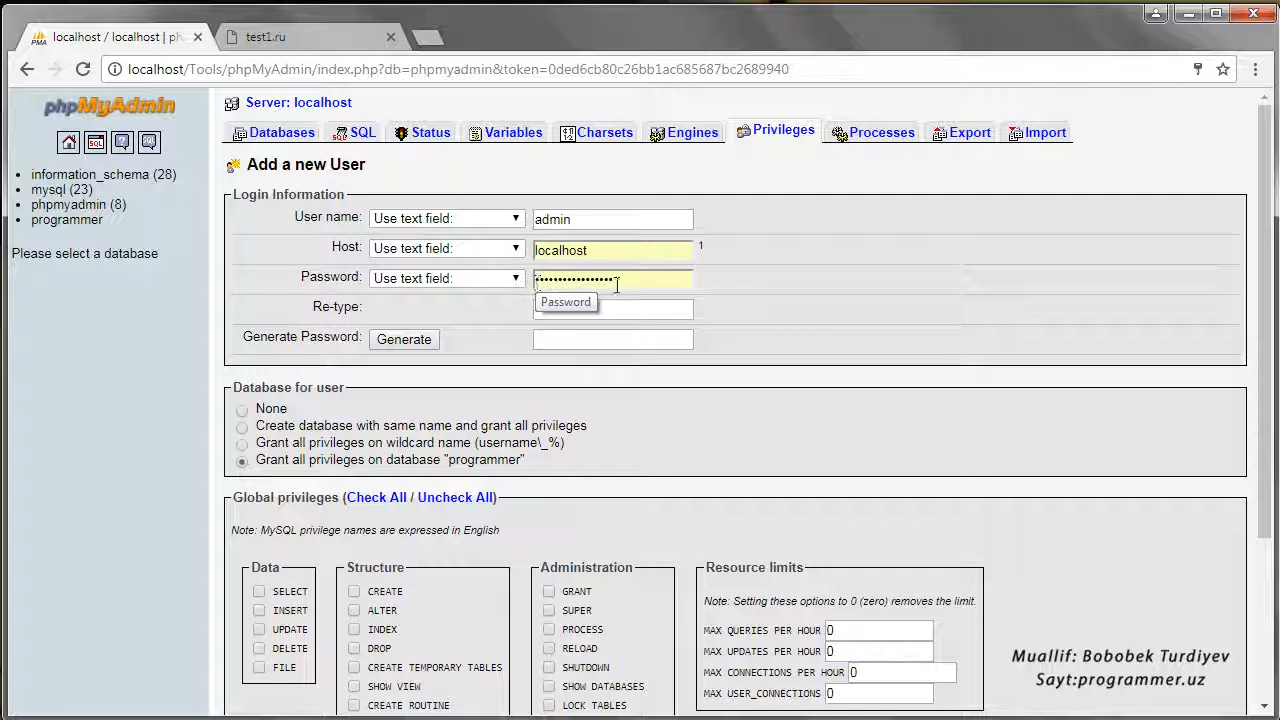 localhost / localhost | ph
test1.ru
localhost/Tools/phpMyAdmin/index.php?db=phpmyadmin&token=0ded6cb80c26bb1ac685687bc2689940
phpMyAdmin
SQL
information_schema (28)
mysql (23)
phpmyadmin (8)
programmer
Please select a database
Server: localhost
Databases SQL Status Variables Charsets Engines Privileges Processes Export Import
Add a new User
Login Information
User name: Use text field: admin
Host: Use text field: localhost 1
Password: Use text field: •••••••••••••••••
Password
Re-type:
Generate Password: Generate
Database for user
None
Create database with same name and grant all privileges
Grant all privileges on wildcard name (username\_%)
Grant all privileges on database "programmer"
Global privileges (Check All / Uncheck All)
Note: MySQL privilege names are expressed in English
Data
SELECT
INSERT
UPDATE
DELETE
FILE
Structure
CREATE
ALTER
INDEX
DROP
CREATE TEMPORARY TABLES
SHOW VIEW
CREATE ROUTINE
Administration
GRANT
SUPER
PROCESS
RELOAD
SHUTDOWN
SHOW DATABASES
LOCK TABLES
Resource limits
Note: Setting these options to 0 (zero) removes the limit.
MAX QUERIES PER HOUR 0
MAX UPDATES PER HOUR 0
MAX CONNECTIONS PER HOUR 0
MAX USER_CONNECTIONS 0
Muallif: Bobobek Turdiyev
Sayt:programmer.uz